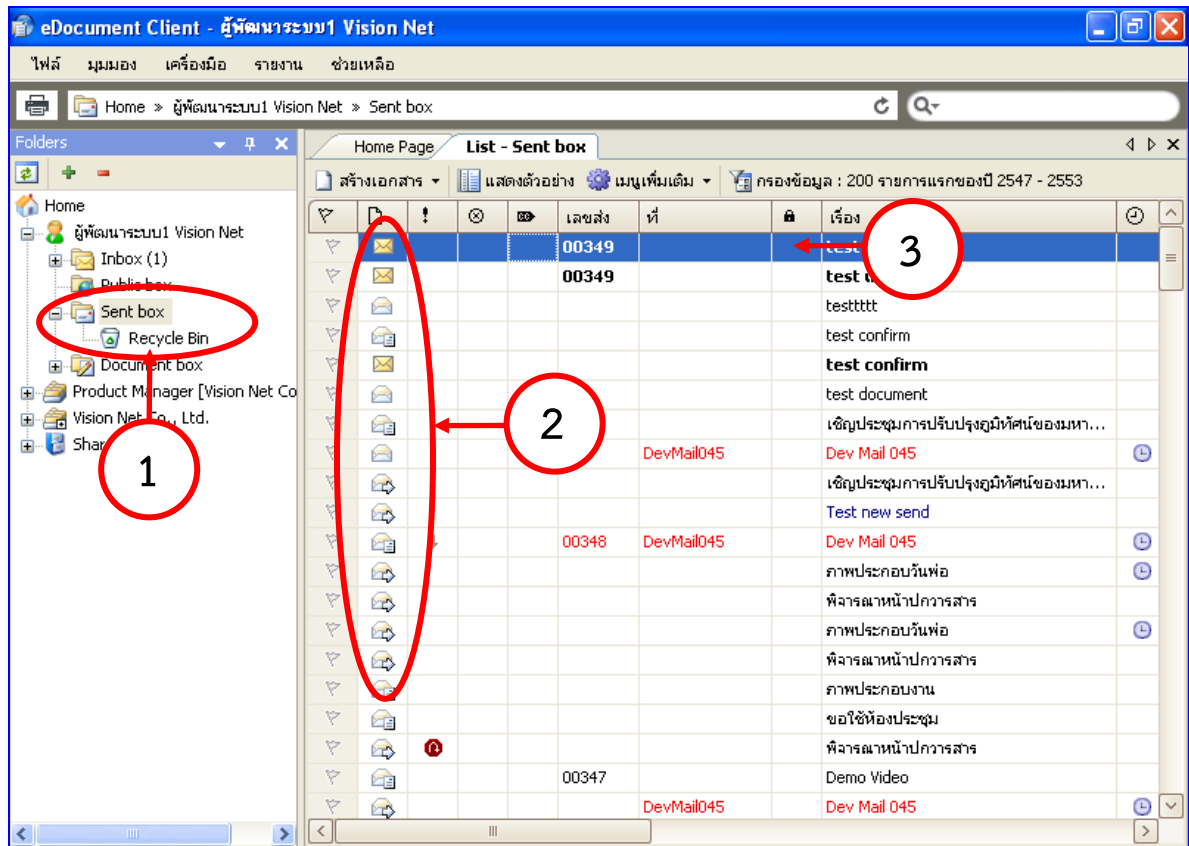 eDocument Client - ผู้พัฒนาระบบ1 Vision Net
ไฟล์ มุมมอง เครื่องมือ รายงาน ช่วยเหลือ
Home » ผู้พัฒนาระบบ1 Vision Net » Sent box
Folders
Home
ผู้พัฒนาระบบ1 Vision Net
Inbox (1)
Public box
Sent box
Recycle Bin
Document box
Product Manager [Vision Net Co
Vision Net Co., Ltd.
Shar
1
Home Page List - Sent box
สร้างเอกสาร แสดงตัวอย่าง เมนูเพิ่มเติม กรองข้อมูล : 200 รายการแรกของปี 2547 - 2553
! เลขส่ง ที่ เรื่อง
00349 test
3
00349 test
testtttt
test confirm
test confirm
test document
2
เชิญประชุมการปรับปรุงภูมิทัศน์ของมหา...
DevMail045 Dev Mail 045
เชิญประชุมการปรับปรุงภูมิทัศน์ของมหา...
Test new send
00348 DevMail045 Dev Mail 045
ภาพประกอบวันพ่อ
พิจารณาหน้าปกวารสาร
ภาพประกอบวันพ่อ
พิจารณาหน้าปกวารสาร
ภาพประกอบงาน
ขอใช้ห้องประชุม
พิจารณาหน้าปกวารสาร
00347 Demo Video
DevMail045 Dev Mail 045